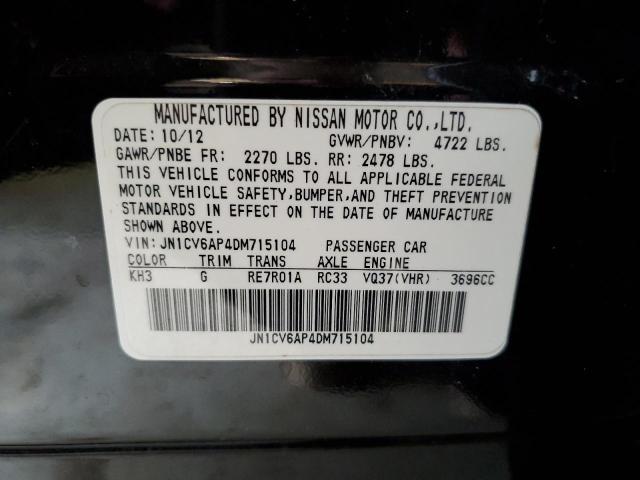 MANUFACTURED BY NISSAN MOTOR CO.,LTD.
DATE: 10/12 GVWR/PNBV: 4722 LBS.
GAWR/PNBE FR: 2270 LBS. RR: 2478 LBS.
THIS VEHICLE CONFORMS TO ALL APPLICABLE FEDERAL
MOTOR VEHICLE SAFETY,BUMPER,AND THEFT PREVENTION
STANDARDS IN EFFECT ON THE DATE OF MANUFACTURE
SHOWN ABOVE.
VIN: JN1CV6AP4DM715104 PASSENGER CAR
COLOR TRIM TRANS AXLE ENGINE
KH3 G RE7R01A RC33 VQ37(VHR) 3696CC
JN1CV6AP4DM715104